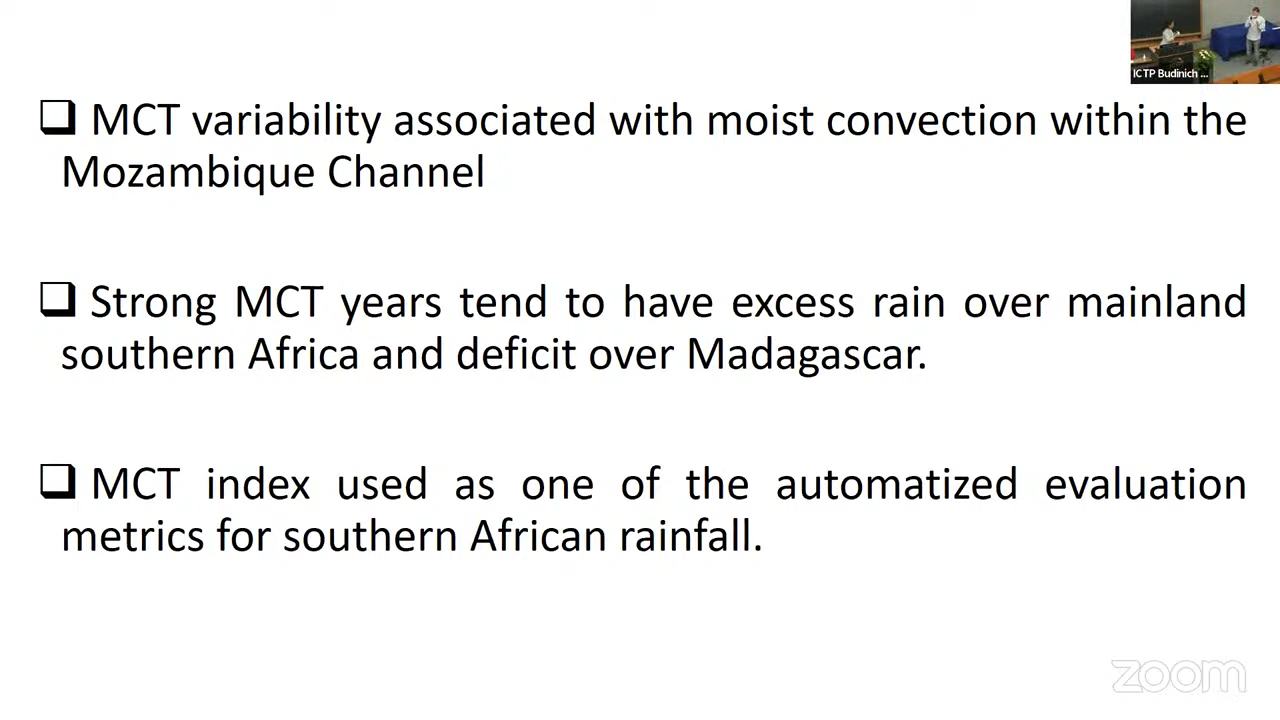 ICTP Budinich ...
❑ MCT variability associated with moist convection within the
Mozambique Channel
❑ Strong MCT years tend to have excess rain over mainland
southern Africa and deficit over Madagascar.
❑ MCT index used as one of the automatized evaluation
metrics for southern African rainfall.
zoom